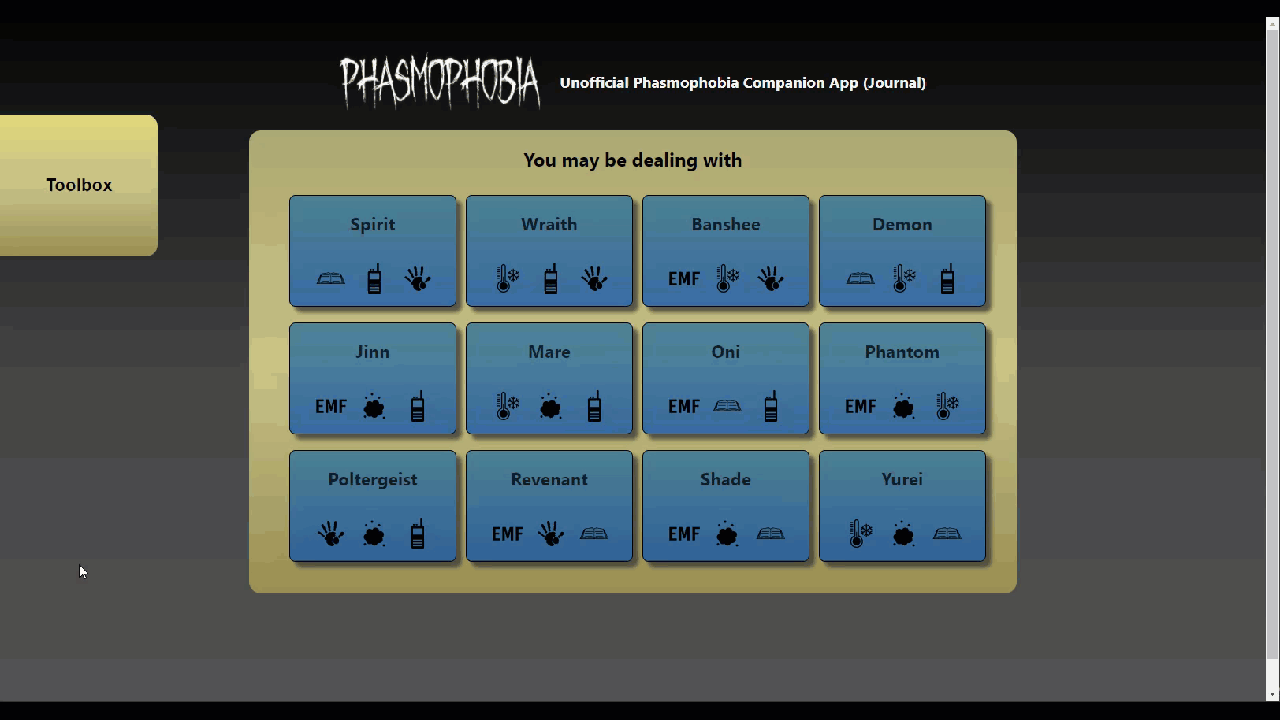 PHASMOPHOBIA
Unofficial Phasmophobia Companion App (Journal)
Toolbox
You may be dealing with
Spirit
Wraith
Banshee
Demon
EMF
Jinn
Mare
Oni
Phantom
EMF
EMF
EMF
Poltergeist
Revenant
Shade
Yurei
EMF
EMF